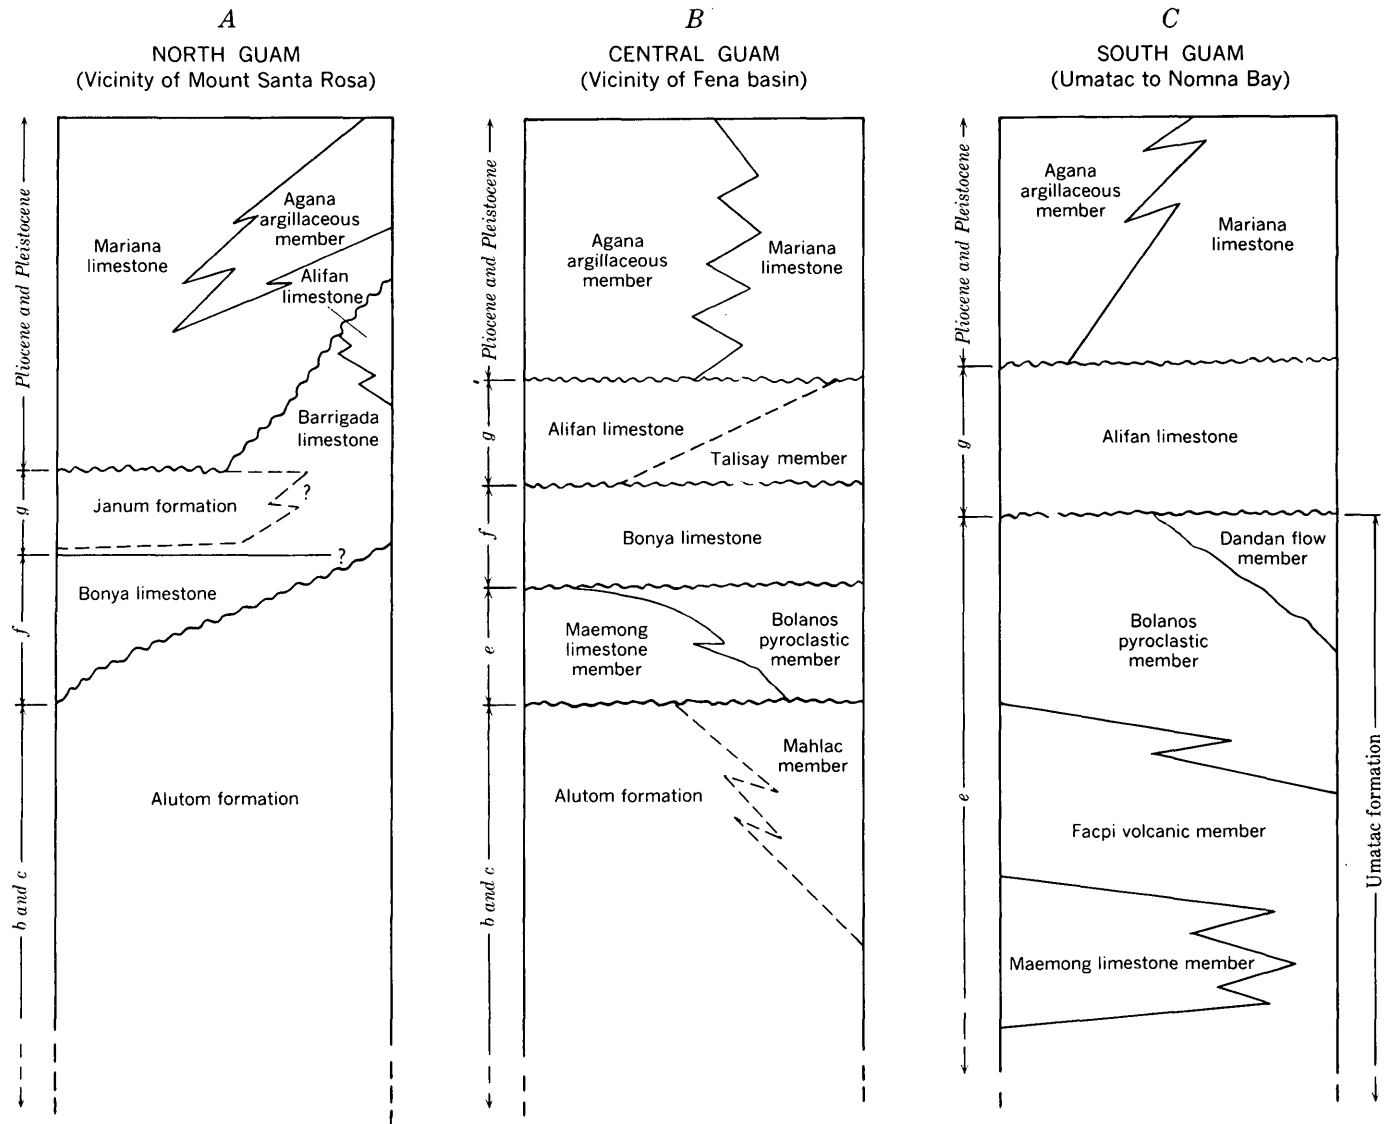 A
NORTH GUAM
(Vicinity of Mount Santa Rosa)
Pliocene and Pleistocene
g
f
b and c
Mariana
limestone
Agana
argillaceous
member
Alifan
limestone
Barrigada
limestone
Janum formation
?
?
Bonya limestone
Alutom formation
B
CENTRAL GUAM
(Vicinity of Fena basin)
Pliocene and Pleistocene
g
f
e
b and c
Agana
argillaceous
member
Mariana
limestone
Alifan limestone
Talisay member
Bonya limestone
Maemong
limestone
member
Bolanos
pyroclastic
member
Mahlac
member
Alutom formation
C
SOUTH GUAM
(Umatac to Nomna Bay)
Pliocene and Pleistocene
g
e
Agana
argillaceous
member
Mariana
limestone
Alifan limestone
Dandan flow
member
Bolanos
pyroclastic
member
Facpi volcanic member
Maemong limestone member
Umatac formation